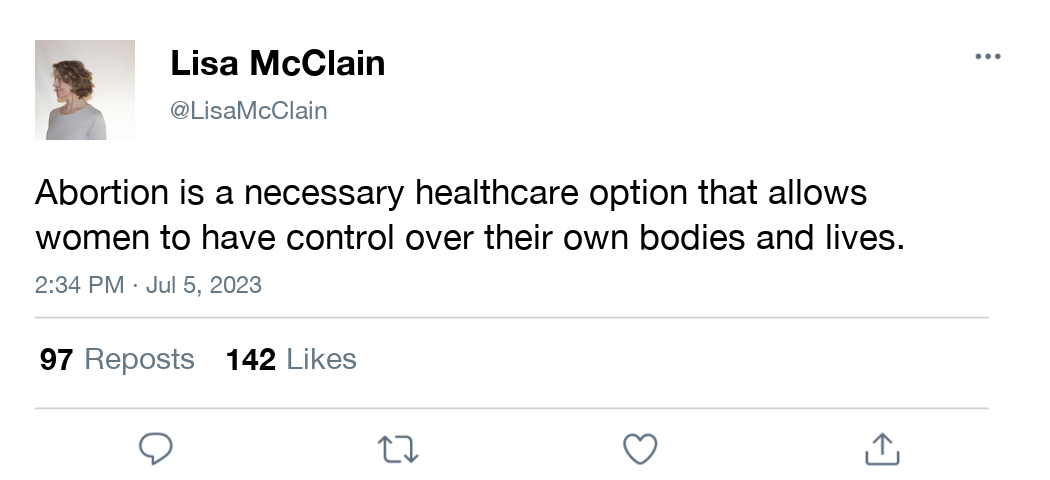 Lisa McClain
@LisaMcClain
Abortion is a necessary healthcare option that allows
women to have control over their own bodies and lives.
2:34 PM · Jul 5, 2023
97 Reposts 142 Likes